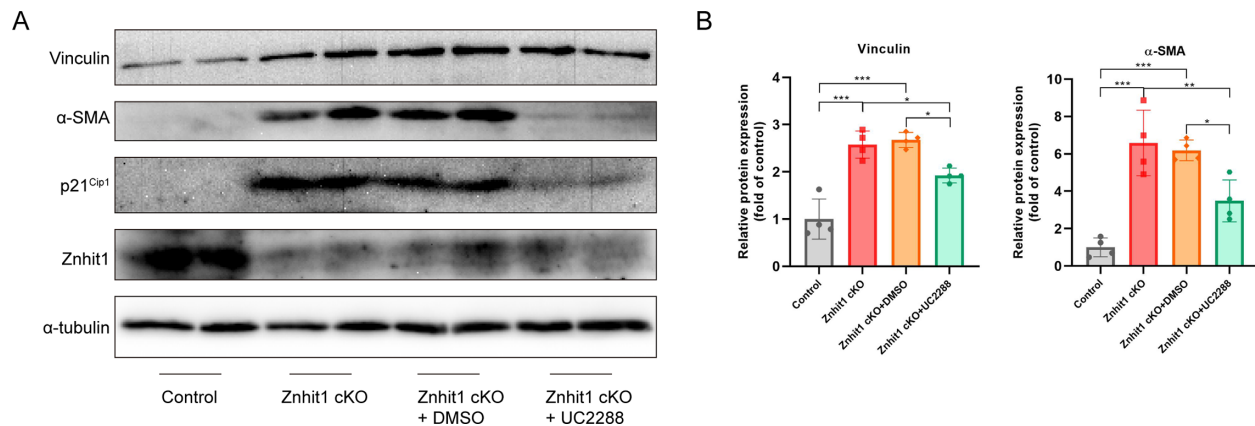 A
Vinculin
α-SMA
p21Cip1
Znhit1
α-tubulin
Control
Znhit1 cKO
Znhit1 cKO
+ DMSO
Znhit1 cKO
+ UC2288
B
Vinculin
Relative protein expression
(fold of control)
4
3
2
1
0
***
***
*
*
Control
Znhit1 cKO
Znhit1 cKO+DMSO
Znhit1 cKO+UC2288
α-SMA
Relative protein expression
(fold of control)
10
8
6
4
2
0
***
***
**
*
Control
Znhit1 cKO
Znhit1 cKO+DMSO
Znhit1 cKO+UC2288